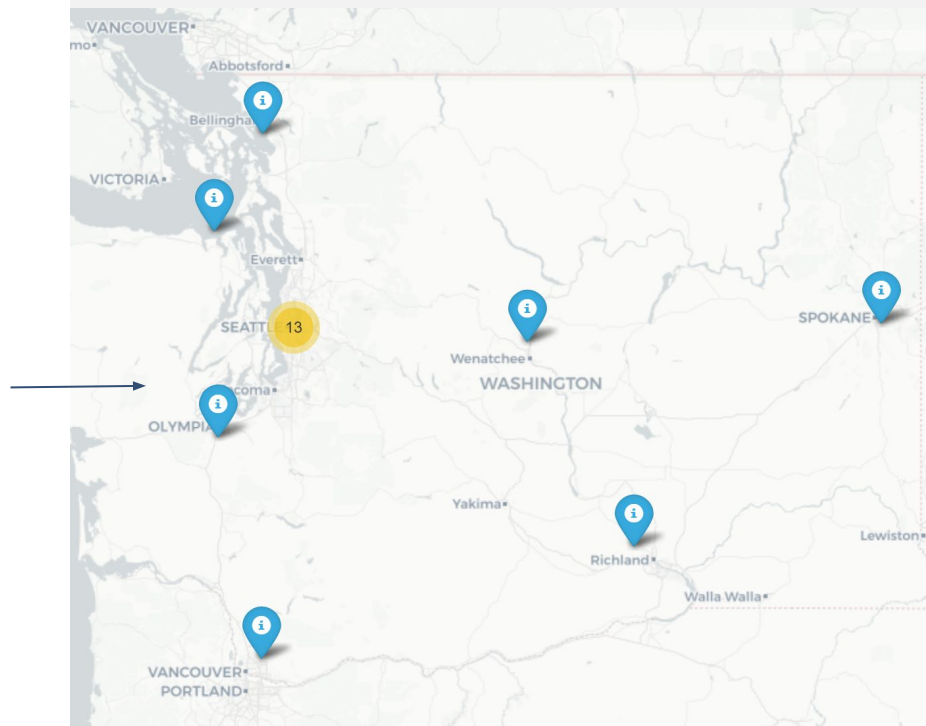 VANCOUVER
mo
Abbotsford
Bellingha
VICTORIA
Everett
SEATTL
13
SPOKANE
Wenatchee
WASHINGTON
coma
OLYMPIA
Yakima
Richland
Lewiston
Walla Walla
VANCOUVER
PORTLAND